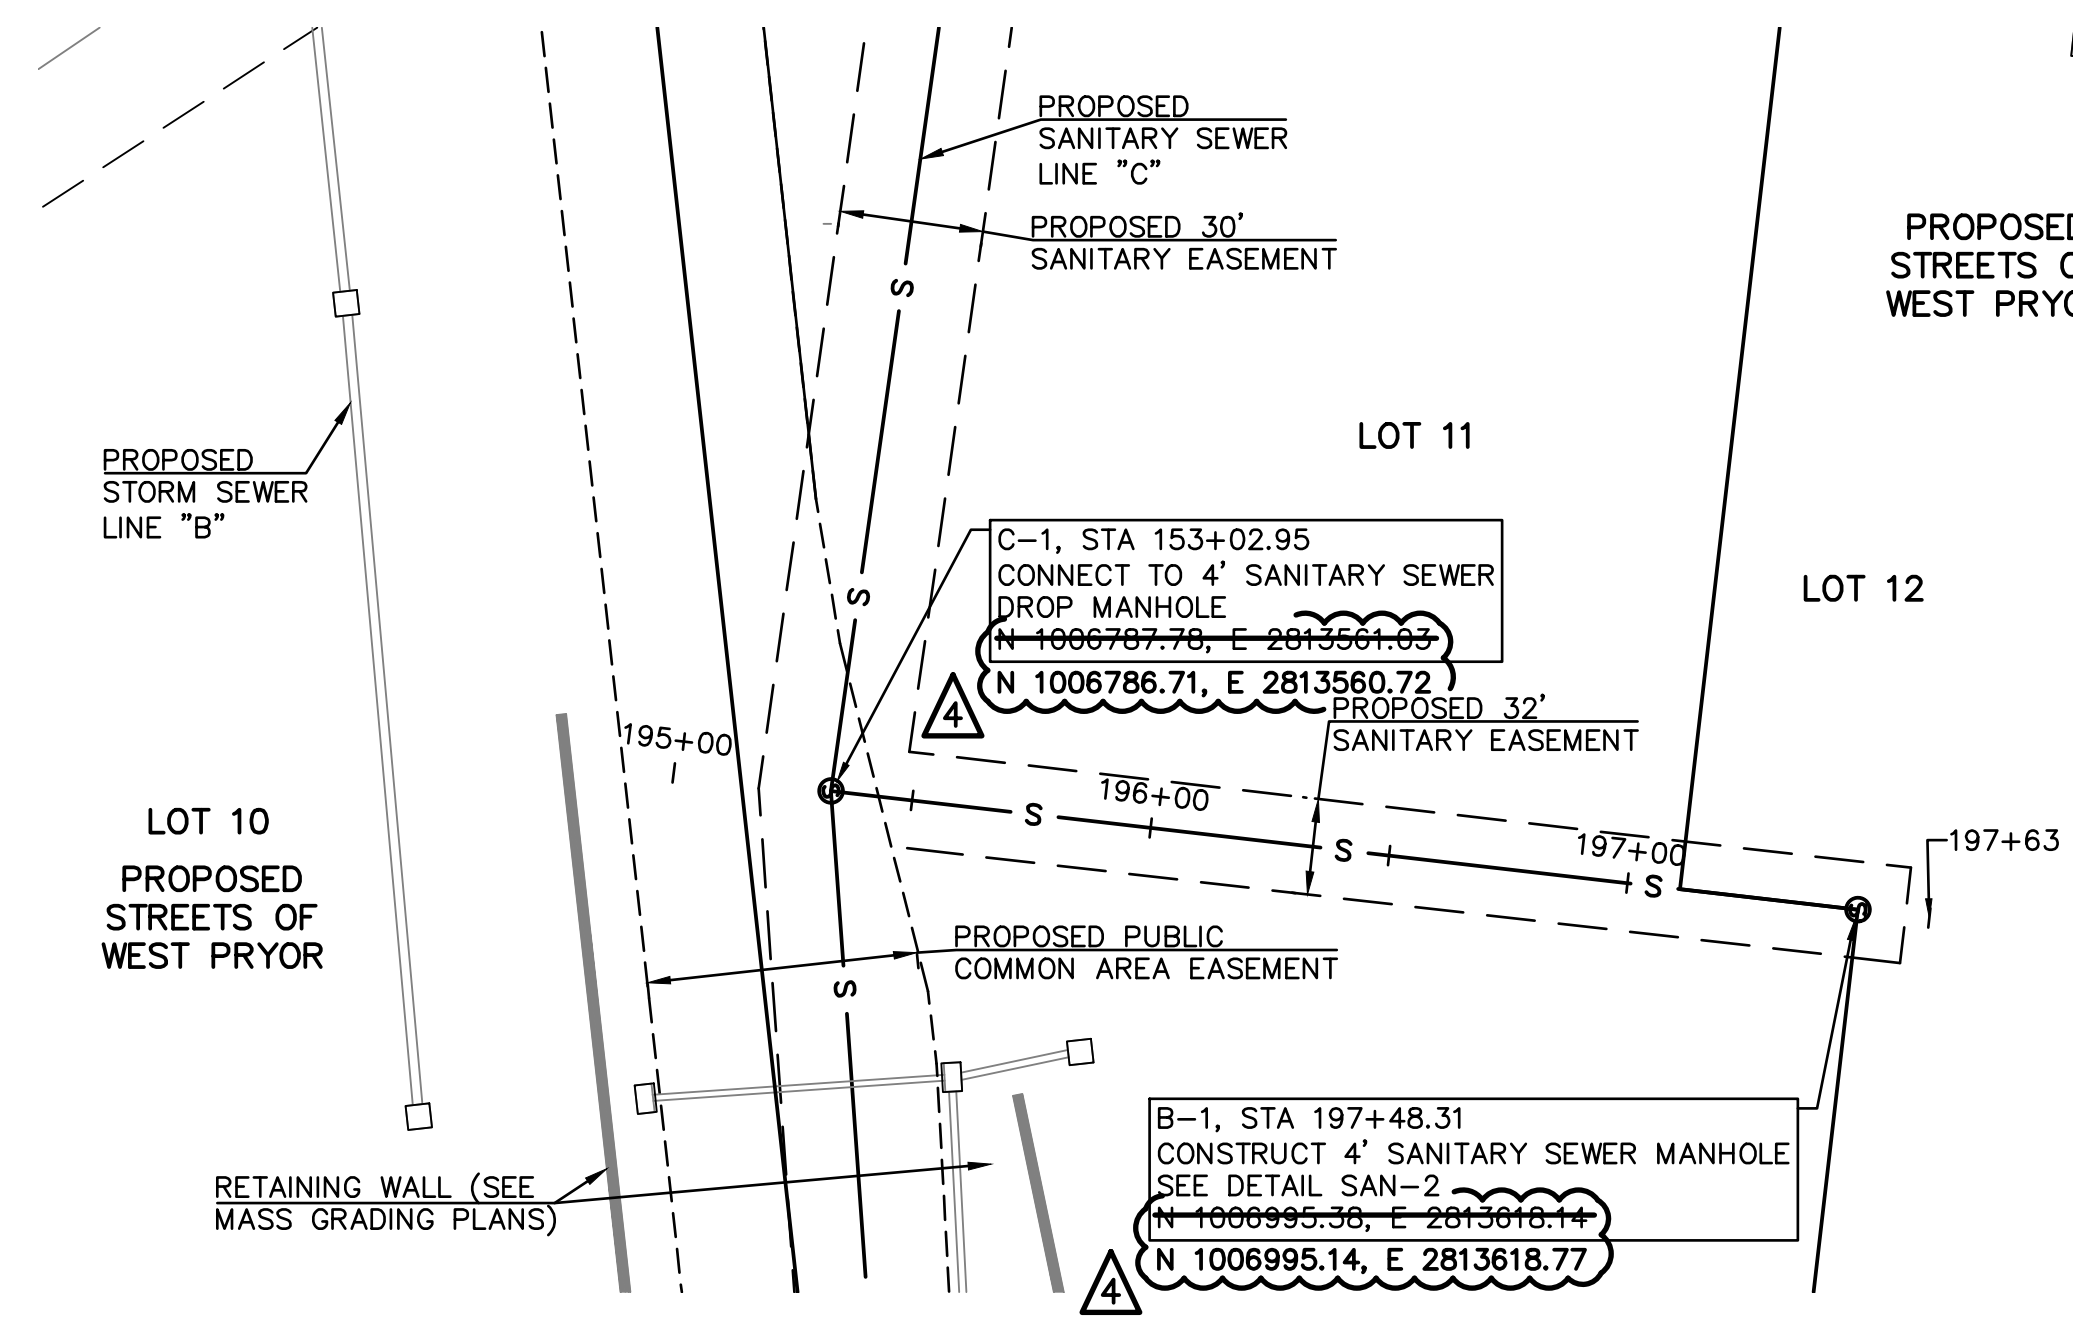 PROPOSED
SANITARY SEWER
LINE "C"
PROPOSED 30'
SANITARY EASEMENT
PROPOSED
STREETS
WEST
S
LOT 11
PROPOSED
STORM SEWER
LINE "B"
C-1, STA 153+02.95
CONNECT TO 4' SANITARY SEWER
DROP MANHOLE
N 1006787.78, E 2813561.03
N 1006786.71, E 2813560.72
4
LOT 12
S
PROPOSED 32'
SANITARY EASEMENT
195+00
S
196+00
S
S
197+00
S
197+63
S
LOT 10
PROPOSED
STREETS OF
WEST PRYOR
PROPOSED PUBLIC
COMMON AREA EASEMENT
S
B-1, STA 197+48.31
CONSTRUCT 4' SANITARY SEWER MANHOLE
SEE DETAIL SAN-2
N 1006995.38, E 2813618.14
N 1006995.14, E 2813618.77
4
RETAINING WALL (SEE
MASS GRADING PLANS)